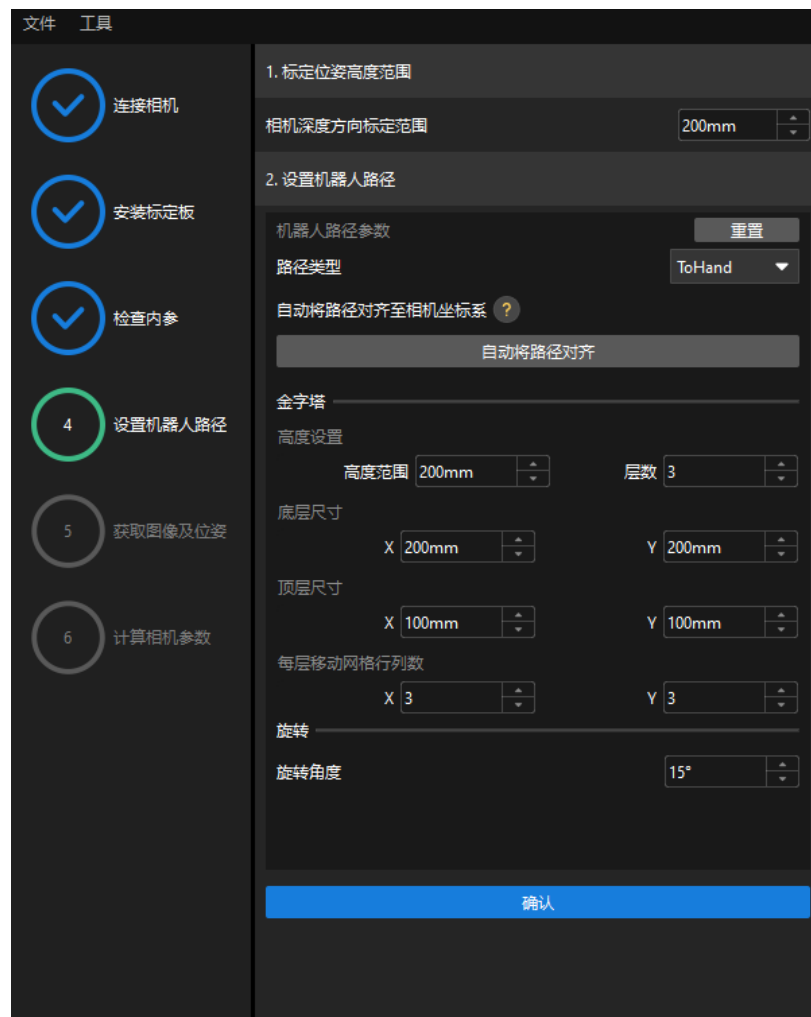 文件 工具
连接相机
安装标定板
检查内参
4 设置机器人路径
5 获取图像及位姿
6 计算相机参数
1. 标定位姿高度范围
相机深度方向标定范围 200mm
2. 设置机器人路径
机器人路径参数 重置
路径类型 ToHand
自动将路径对齐至相机坐标系 ?
自动将路径对齐
金字塔
高度设置
高度范围 200mm 层数 3
底层尺寸
X 200mm Y 200mm
顶层尺寸
X 100mm Y 100mm
每层移动网格行列数
X 3 Y 3
旋转
旋转角度 15°
确认